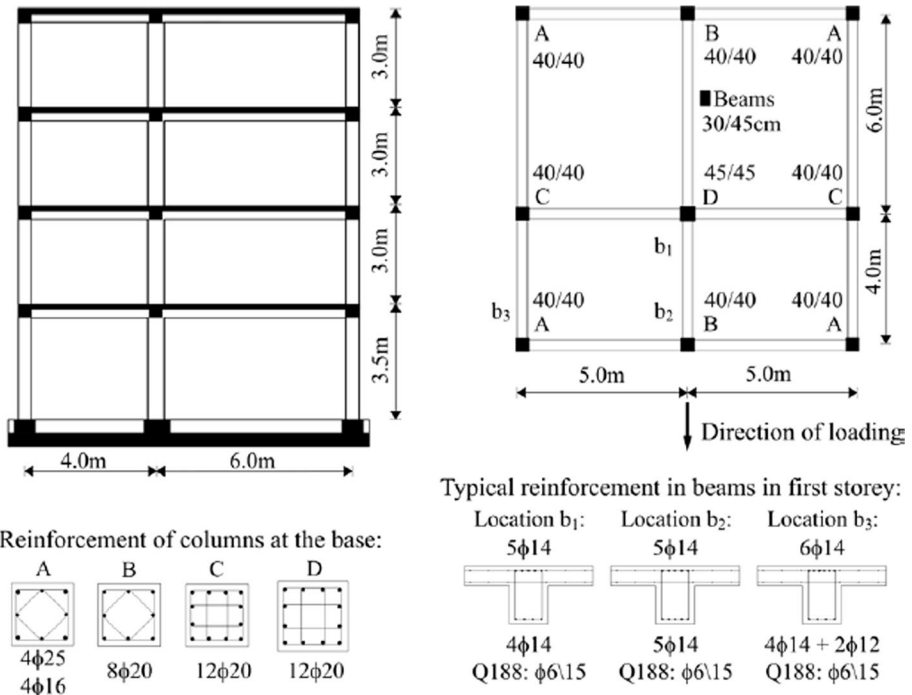 3.0m
3.0m
3.0m
3.5m
4.0m
6.0m
A
B
A
40/40
40/40
40/40
■Beams
30/45cm
6.0m
40/40
45/45
40/40
C
D
C
b1
4.0m
b3
40/40
b2
40/40
40/40
A
B
A
5.0m
5.0m
Direction of loading
Reinforcement of columns at the base:
A
B
C
D
4ϕ25
4ϕ16
8ϕ20
12ϕ20
12ϕ20
Typical reinforcement in beams in first storey:
Location b1:
Location b2:
Location b3:
5ϕ14
5ϕ14
6ϕ14
4ϕ14
5ϕ14
4ϕ14 + 2ϕ12
Q188: ϕ6\15
Q188: ϕ6\15
Q188: ϕ6\15